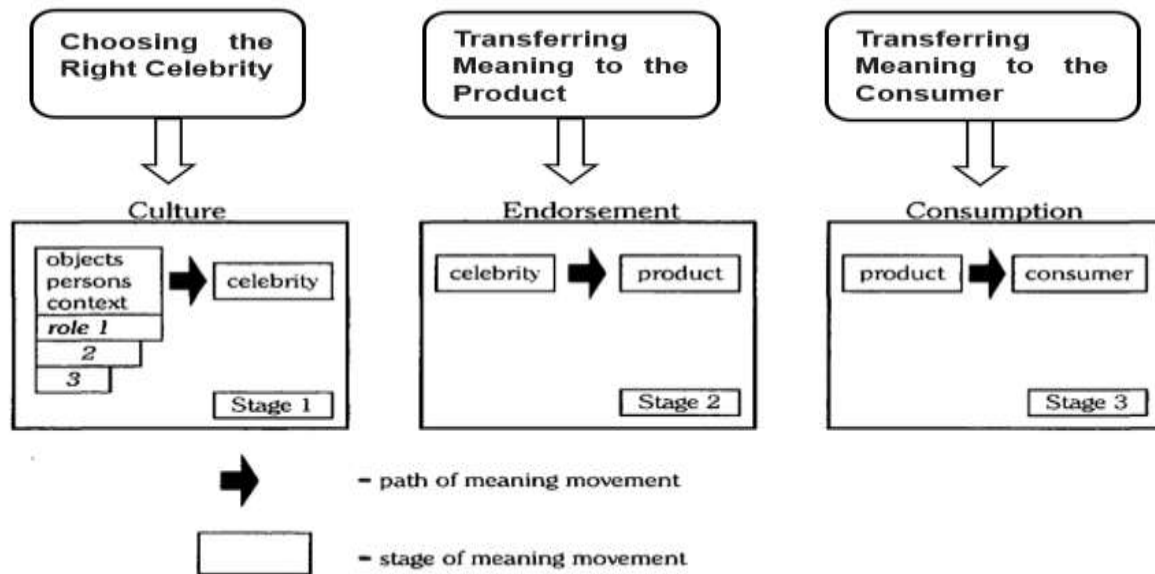 Choosing the
Right Celebrity
Transferring
Meaning to the
Product
Transferring
Meaning to the
Consumer
Culture
objects
persons
context
role 1
2
3
celebrity
Stage 1
Endorsement
celebrity
product
Stage 2
Consumption
product
consumer
Stage 3
= path of meaning movement
= stage of meaning movement